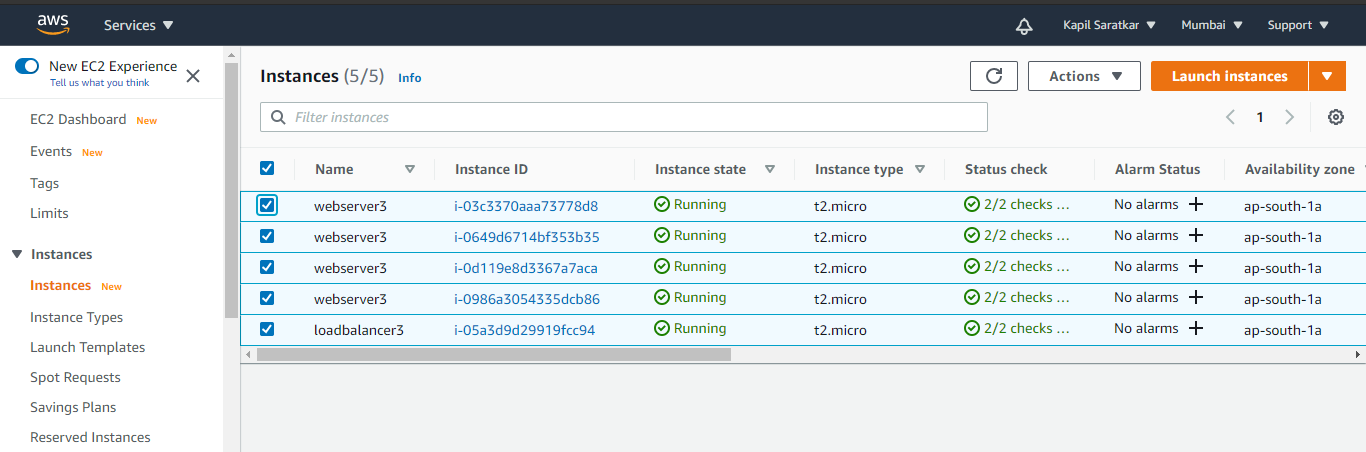 aws Services Kapil Saratkar Mumbai Support
New EC2 Experience
Tell us what you think
EC2 Dashboard New
Events New
Tags
Limits
Instances
Instances New
Instance Types
Launch Templates
Spot Requests
Savings Plans
Reserved Instances
Instances (5/5) Info Actions Launch instances
Filter instances 1
Name Instance ID Instance state Instance type Status check Alarm Status Availability zone
webserver3 i-03c3370aaa73778d8 Running t2.micro 2/2 checks ... No alarms ap-south-1a
webserver3 i-0649d6714bf353b35 Running t2.micro 2/2 checks ... No alarms ap-south-1a
webserver3 i-0d119e8d3367a7aca Running t2.micro 2/2 checks ... No alarms ap-south-1a
webserver3 i-0986a3054335dcb86 Running t2.micro 2/2 checks ... No alarms ap-south-1a
loadbalancer3 i-05a3d9d29919fcc94 Running t2.micro 2/2 checks ... No alarms ap-south-1a